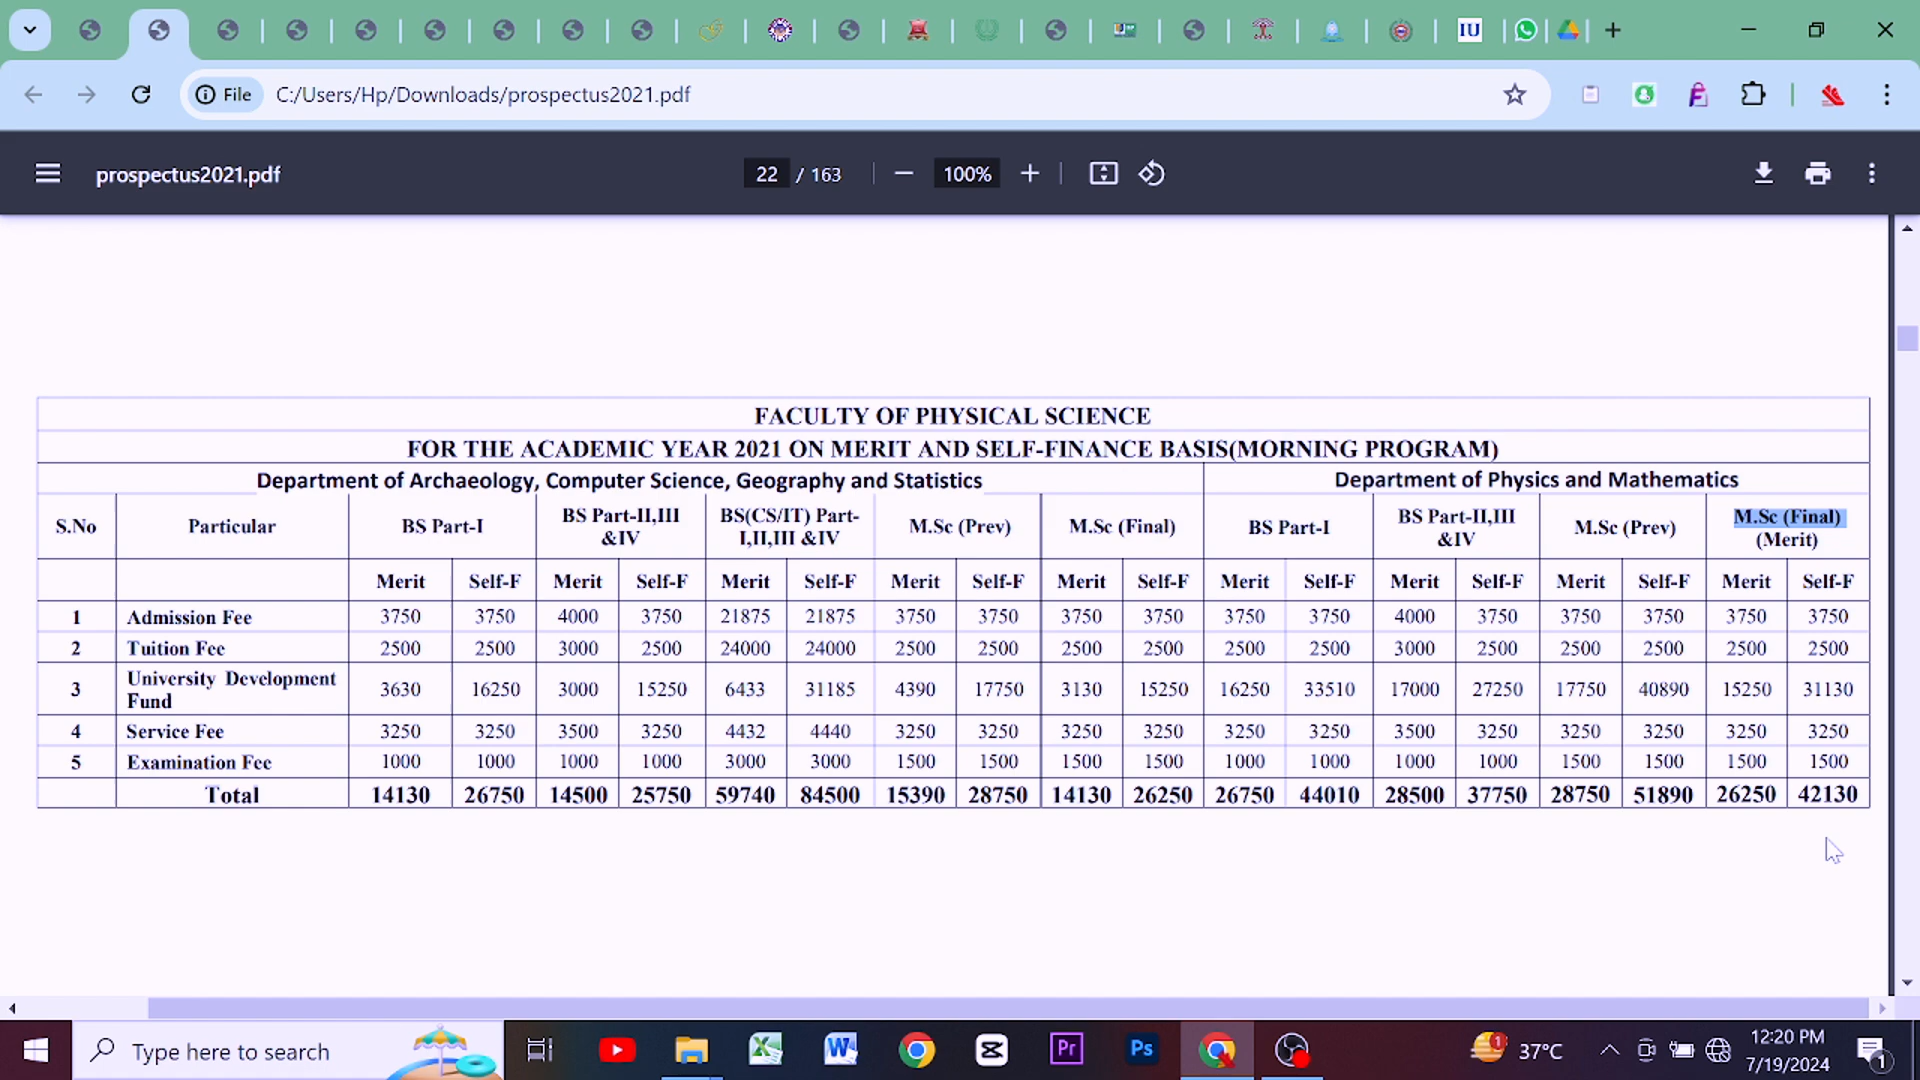 IU
File
C:/Users/Hp/Downloads/prospectus2021.pdf
prospectus2021.pdf
22 / 163
100%
FACULTY OF PHYSICAL SCIENCE
FOR THE ACADEMIC YEAR 2021 ON MERIT AND SELF-FINANCE BASIS(MORNING PROGRAM)
Department of Archaeology, Computer Science, Geography and Statistics Department of Physics and Mathematics
S.No Particular BS Part-I BS Part-II,III &IV BS(CS/IT) Part-I,II,III &IV M.Sc (Prev) M.Sc (Final) BS Part-I BS Part-II,III &IV M.Sc (Prev) M.Sc (Final) (Merit)
Merit Self-F Merit Self-F Merit Self-F Merit Self-F Merit Self-F Merit Self-F Merit Self-F Merit Self-F Merit Self-F
1 Admission Fee 3750 3750 4000 3750 21875 21875 3750 3750 3750 3750 3750 3750 4000 3750 3750 3750 3750 3750
2 Tuition Fee 2500 2500 3000 2500 24000 24000 2500 2500 2500 2500 2500 2500 3000 2500 2500 2500 2500 2500
3 University Development Fund 3630 16250 3000 15250 6433 31185 4390 17750 3130 15250 16250 33510 17000 27250 17750 40890 15250 31130
4 Service Fee 3250 3250 3500 3250 4432 4440 3250 3250 3250 3250 3250 3250 3500 3250 3250 3250 3250 3250
5 Examination Fee 1000 1000 1000 1000 3000 3000 1500 1500 1500 1500 1000 1000 1000 1000 1500 1500 1500 1500
Total 14130 26750 14500 25750 59740 84500 15390 28750 14130 26250 26750 44010 28500 37750 28750 51890 26250 42130
Type here to search
Pr
Ps
1
37°C
12:20 PM
7/19/2024
1